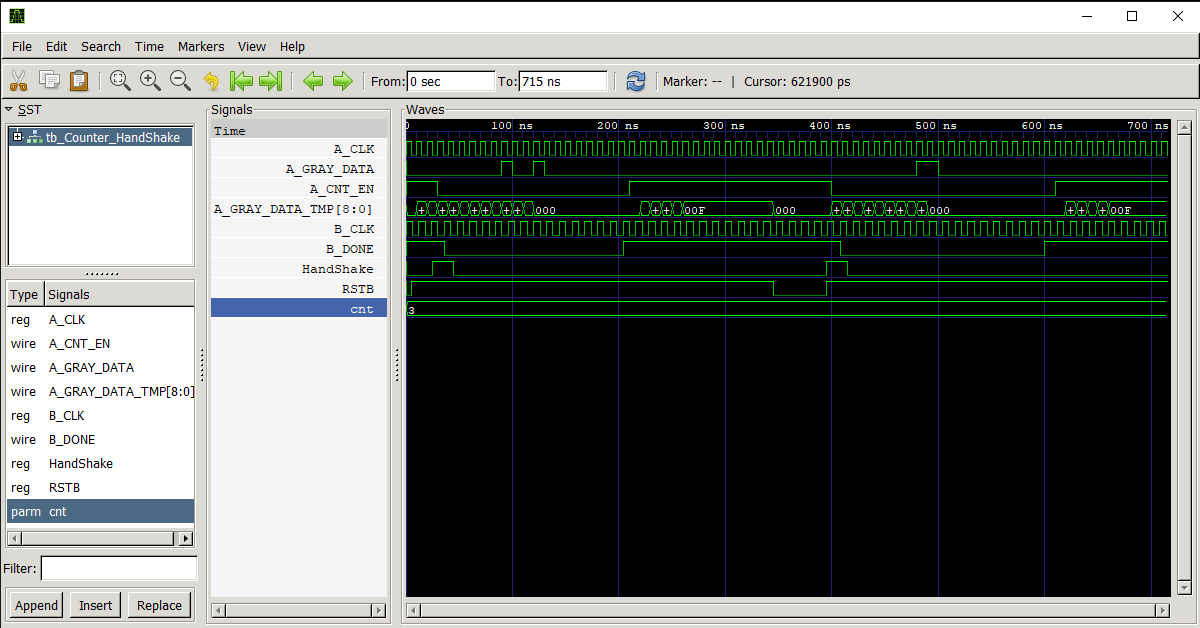 File Edit Search Time Markers View Help
From: 0 sec To: 715 ns Marker: -- | Cursor: 621900 ps
SST
tb_Counter_HandShake
Type Signals
reg A_CLK
wire A_CNT_EN
wire A_GRAY_DATA
wire A_GRAY_DATA_TMP[8:0]
reg B_CLK
wire B_DONE
reg HandShake
reg RSTB
parm cnt
Filter:
Append Insert Replace
Signals
Time
A_CLK
A_GRAY_DATA
A_CNT_EN
A_GRAY_DATA_TMP[8:0]
B_CLK
B_DONE
HandShake
RSTB
cnt
Waves
0 100 ns 200 ns 300 ns 400 ns 500 ns 600 ns 700 ns
+ + + + + + + + 000 + + + 00F 000 + + + + + + + + 000 + + + + 00F
3